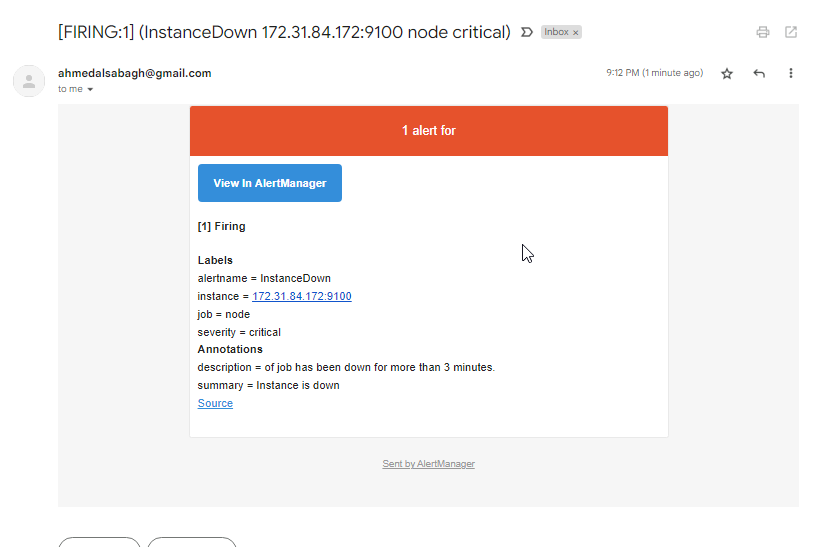 [FIRING:1] (InstanceDown 172.31.84.172:9100 node critical) Inbox x
ahmedalsabagh@gmail.com 9:12 PM (1 minute ago)
to me
1 alert for
View In AlertManager
[1] Firing
Labels
alertname = InstanceDown
instance = 172.31.84.172:9100
job = node
severity = critical
Annotations
description = of job has been down for more than 3 minutes.
summary = Instance is down
Source
Sent by AlertManager